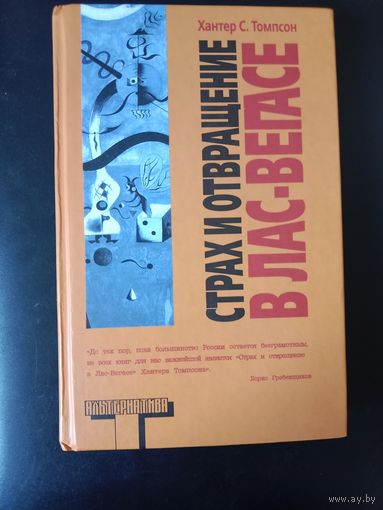 Хантер С. Томпсон
СТРАХ И ОТВРАЩЕНИЕ
В ЛАС-ВЕГАСЕ
«До тех пор, пока большинство России остается безграмотным,
из всех книг для нас важнейшей является «Страх и отвращение
в Лас-Вегасе» Хантера Томпсона».
Борис Гребенщиков
АЛЬТЕРНАТИВА
www.ay.by